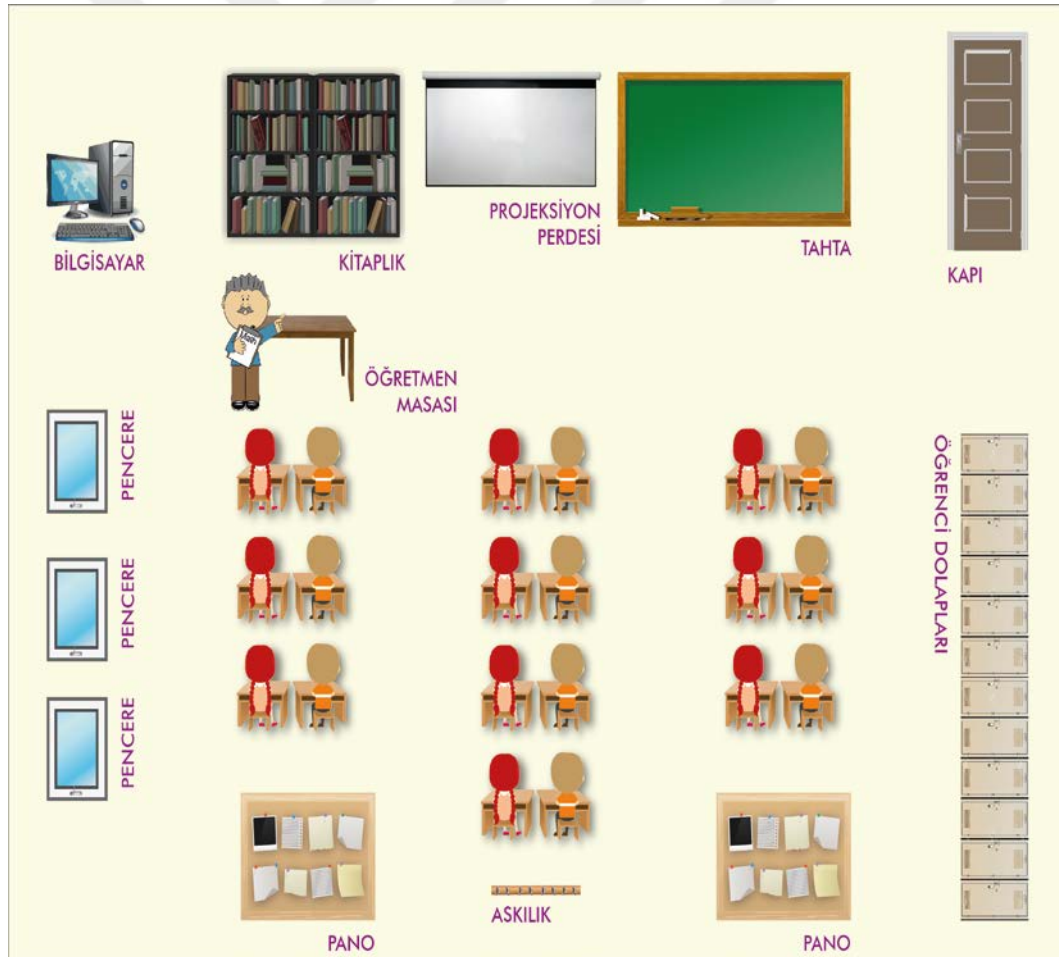 BİLGİSAYAR
KİTAPLIK
PROJEKSİYON
PERDESİ
TAHTA
KAPI
Math
ÖĞRETMEN
MASASI
PENCERE
PENCERE
PENCERE
ÖĞRENCİ DOLAPLARI
PANO
ASKILIK
PANO